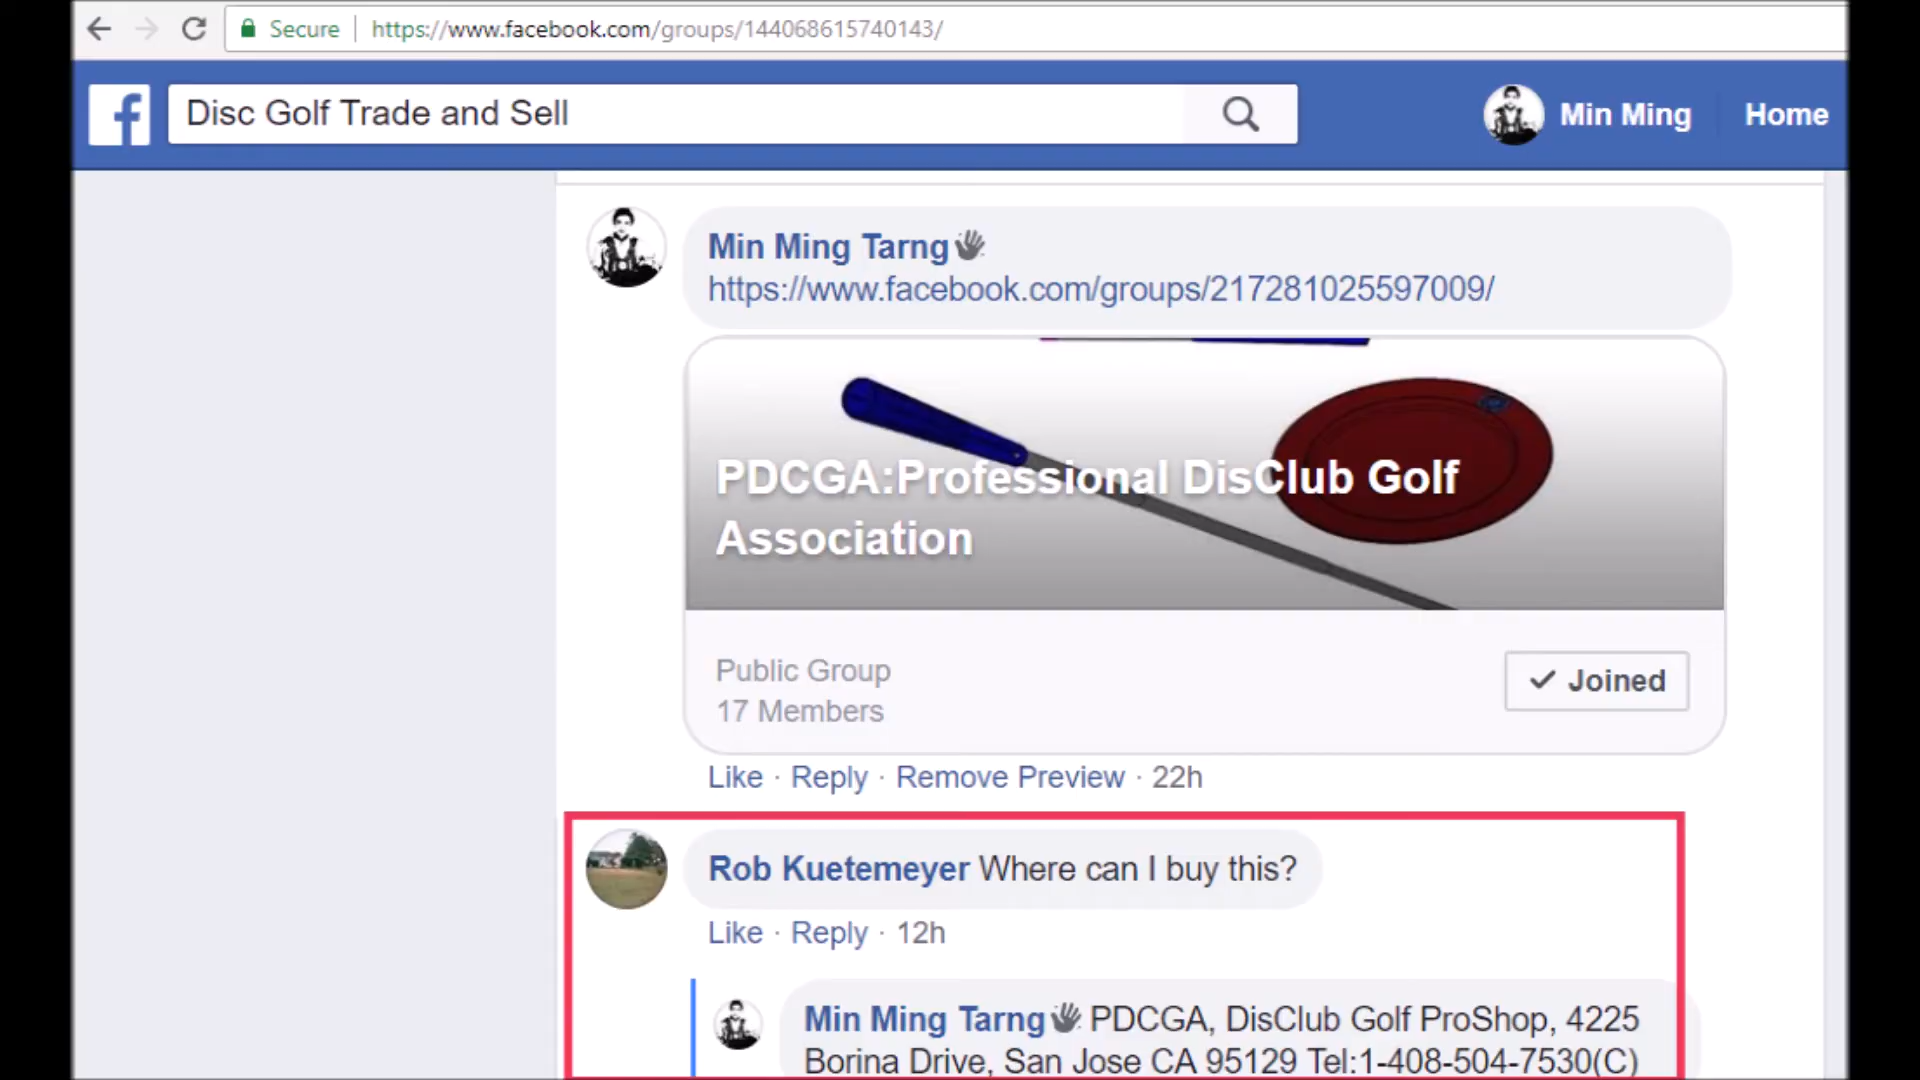 Secure | https://www.facebook.com/groups/144068615740143/
Disc Golf Trade and Sell
Min Ming
Home
Min Ming Tarng
https://www.facebook.com/groups/217281025597009/
PDCGA:Professional DisClub Golf
Association
Public Group
17 Members
Joined
Like · Reply · Remove Preview · 22h
Rob Kuetemeyer Where can I buy this?
Like · Reply · 12h
Min Ming Tarng PDCGA, DisClub Golf ProShop, 4225
Borina Drive, San Jose CA 95129 Tel:1-408-504-7530(C)